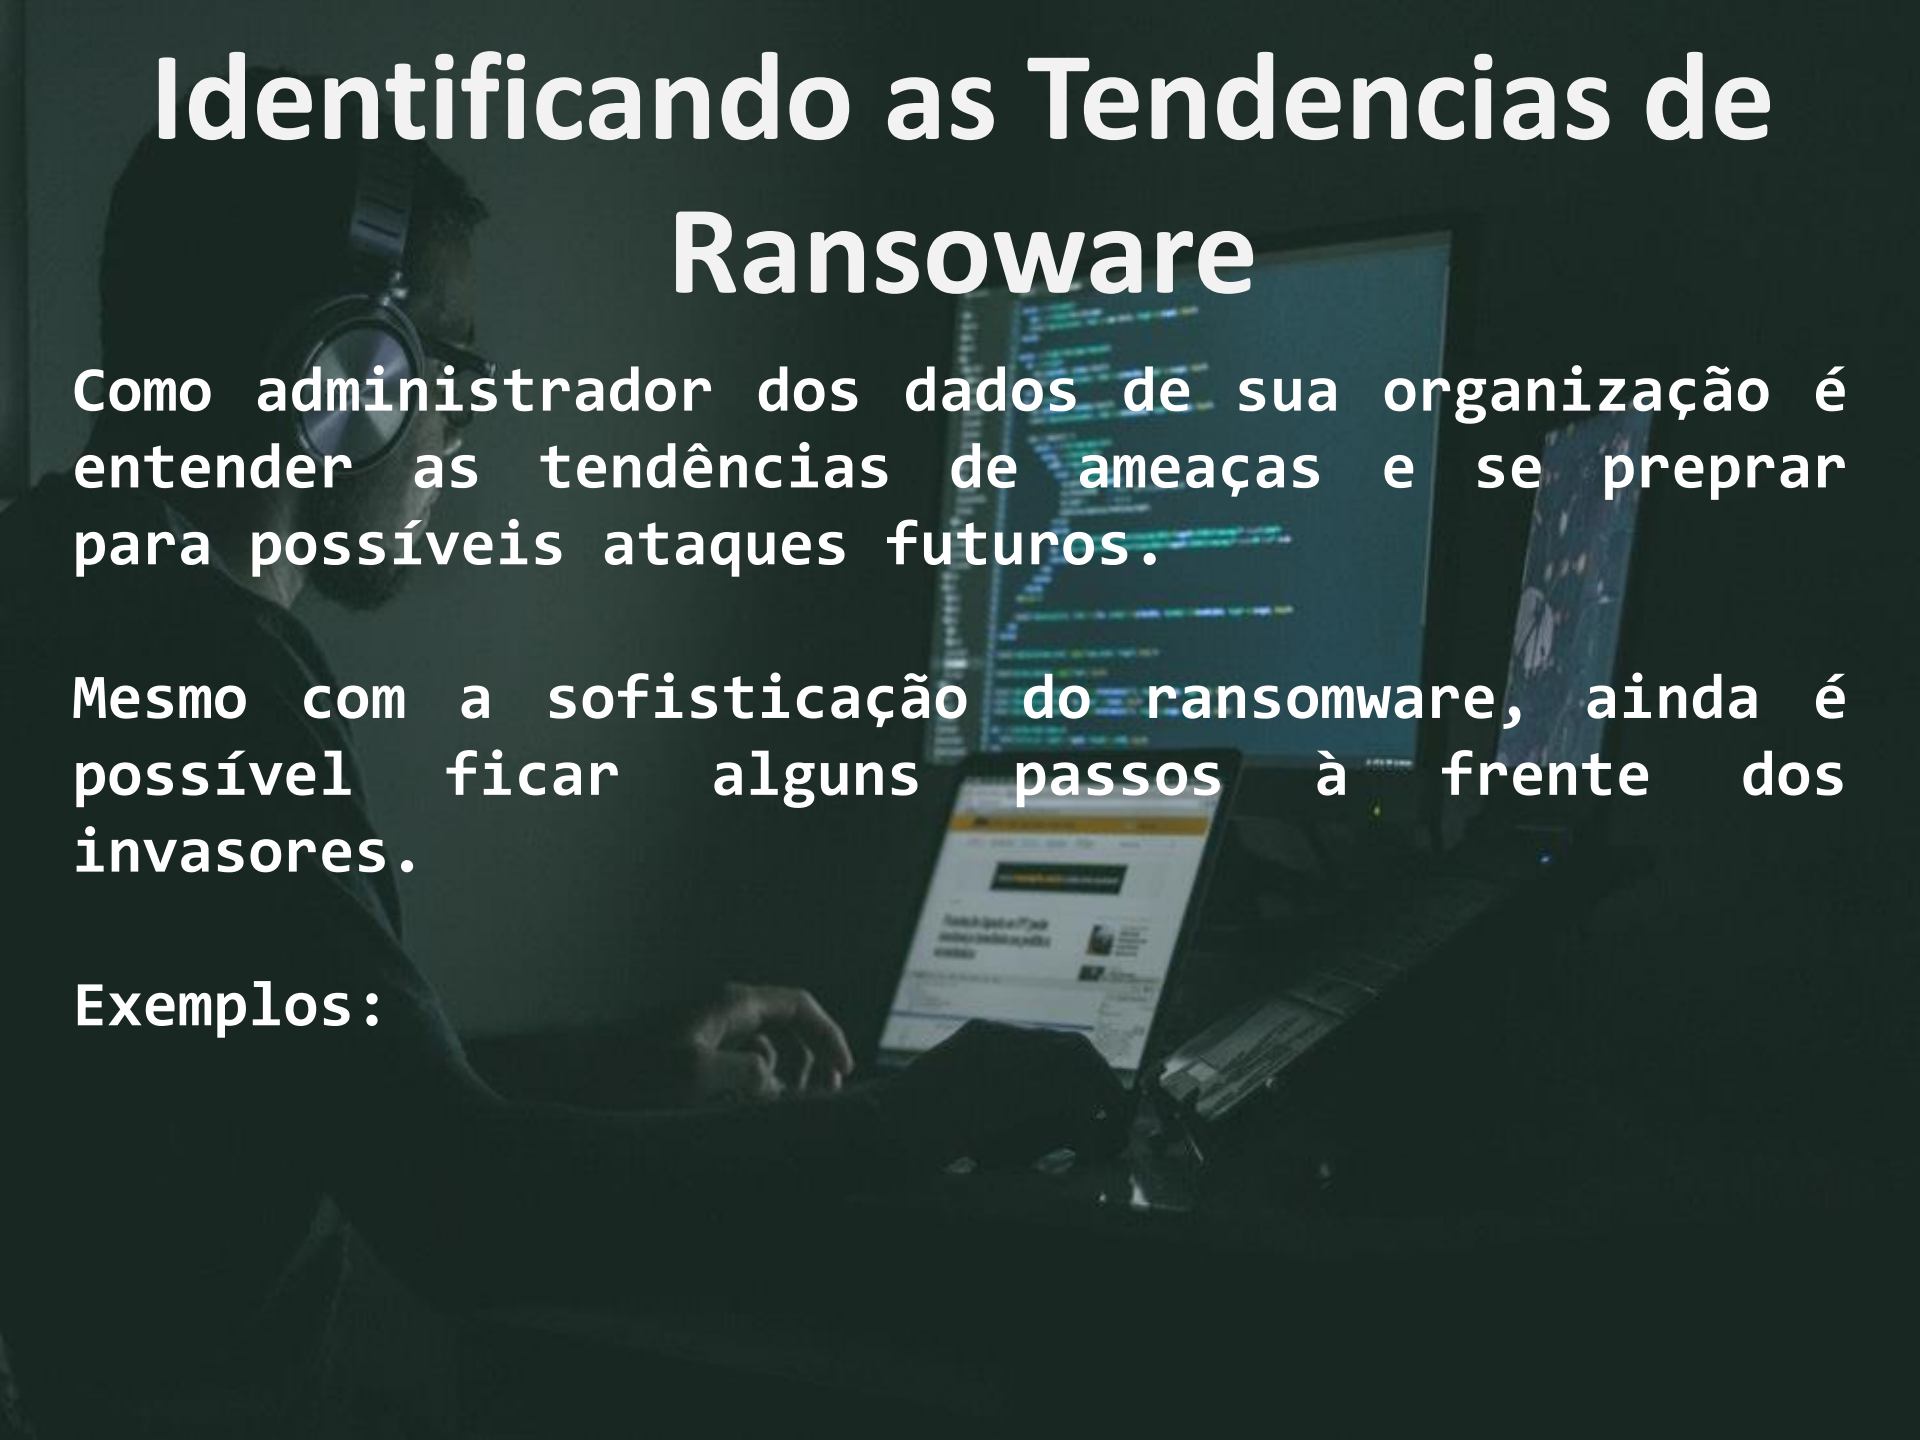 Identificando as Tendencias de
Ransoware
Como administrador dos dados de sua organização é
entender as tendências de ameaças e se preprar
para possíveis ataques futuros.
Mesmo com a sofisticação do ransomware, ainda é
possível ficar alguns passos à frente dos
invasores.
Exemplos: